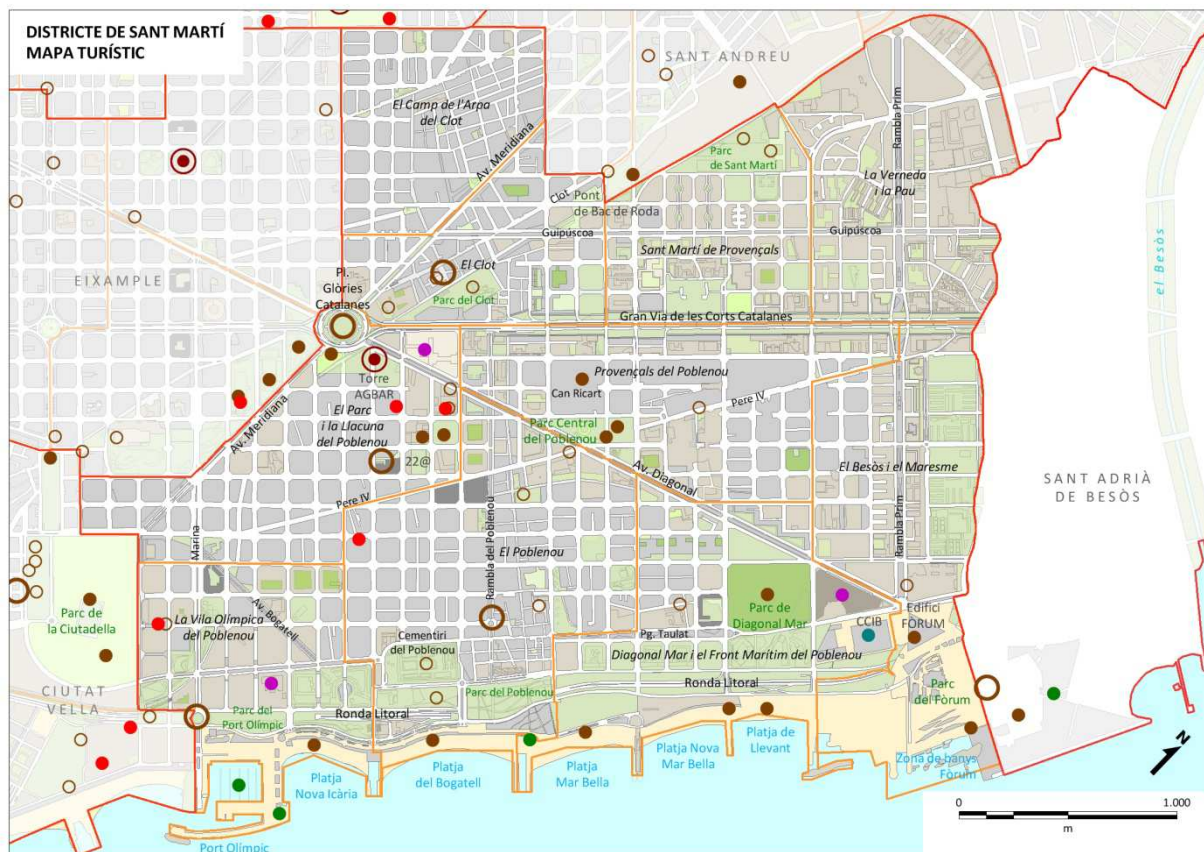 DISTRICTE DE SANT MARTÍ
MAPA TURÍSTIC
SANT ANDREU
El Camp de l'Arpa
del Clot
Av. Meridiana
Rambla Prim
Parc
de Sant Martí
La Verneda
i la Pau
Clot
Pont
de Bac de Roda
Guipúscoa
Guipúscoa
Sant Martí de Provençals
el Besòs
EIXAMPLE
El Clot
Pl.
Glòries
Catalanes
Parc del Clot
Gran Via de les Corts Catalanes
Torre
AGBAR
Provençals del Poblenou
Can Ricart
Pere IV
Av. Meridiana
El Parc
i la Llacuna
del Poblenou
Parc Central
del Poblenou
22@
Av. Diagonal
El Besòs i el Maresme
SANT ADRIÀ
DE BESÒS
Pere IV
Marina
Rambla del Poblenou
El Poblenou
Rambla Prim
Parc de
la Ciutadella
La Vila Olímpica
del Poblenou
Av. Bogatell
Cementiri
del Poblenou
Pg. Taulat
Parc de
Diagonal Mar
CCIB
Edifici
FÒRUM
Diagonal Mar i el Front Marítim del Poblenou
CIUTAT
VELLA
Parc del
Port Olímpic
Ronda Litoral
Parc del Poblenou
Ronda Litoral
Parc
del Fòrum
Platja
Nova Icària
Platja
del Bogatell
Platja
Mar Bella
Platja Nova
Mar Bella
Platja de
Llevant
Zona de banys
Fòrum
Port Olímpic
0
1.000
m